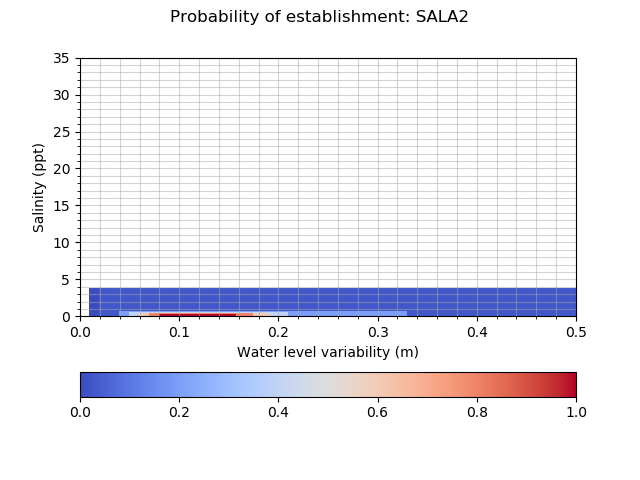 Probability of establishment: SALA2
35
30
25
20
15
10
5
0
Salinity (ppt)
0.0 0.1 0.2 0.3 0.4 0.5
Water level variability (m)
0.0 0.2 0.4 0.6 0.8 1.0